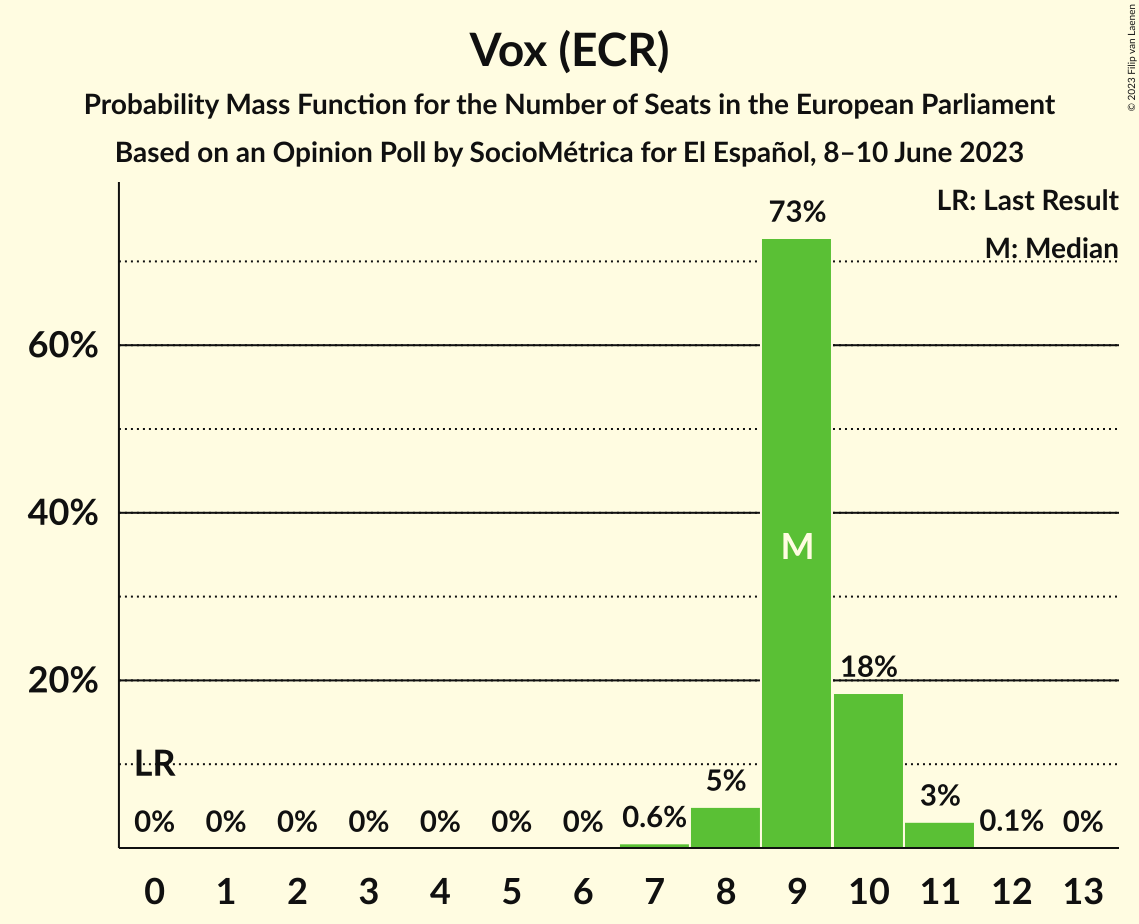 Vox (ECR)
Probability Mass Function for the Number of Seats in the European Parliament
Based on an Opinion Poll by SocioMétrica for El Español, 8–10 June 2023
© 2023 Filip van Laenen
LR: Last Result
M: Median
73%
60%
40%
M
20%
18%
LR
5%
3%
0% 0% 0% 0% 0% 0% 0% 0.6% 0.1% 0%
0 1 2 3 4 5 6 7 8 9 10 11 12 13